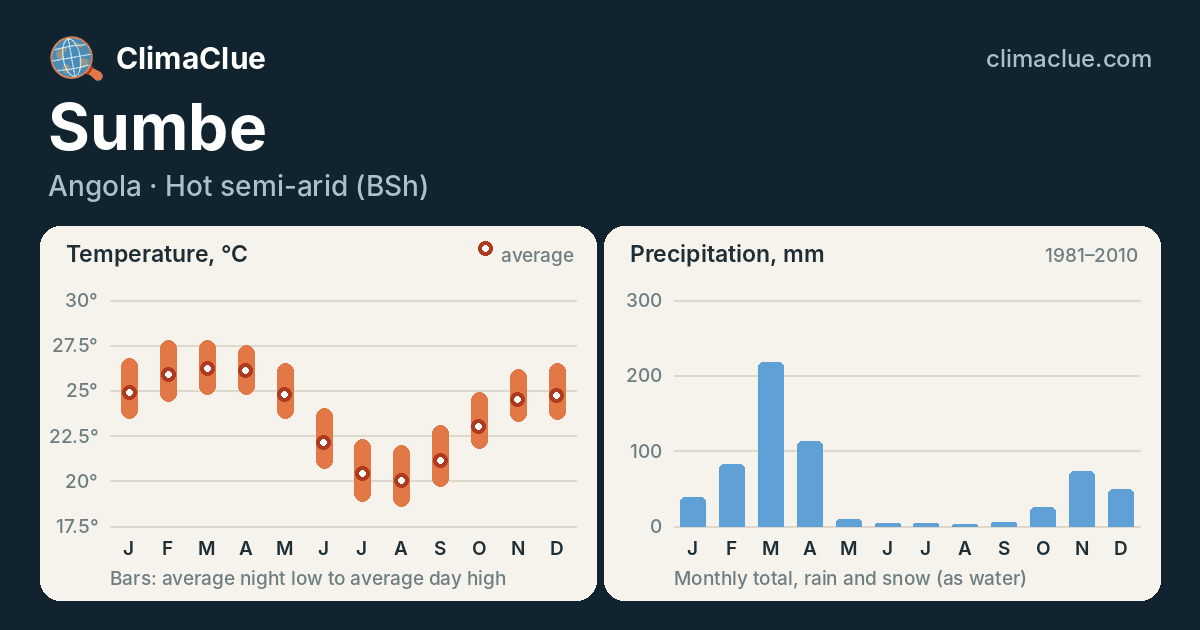 ClimaClue
climaclue.com
Sumbe
Angola · Hot semi-arid (BSh)
Temperature, °C
average
30°
27.5°
25°
22.5°
20°
17.5°
J F M A M J J A S O N D
Bars: average night low to average day high
Precipitation, mm
1981–2010
300
200
100
0
J F M A M J J A S O N D
Monthly total, rain and snow (as water)